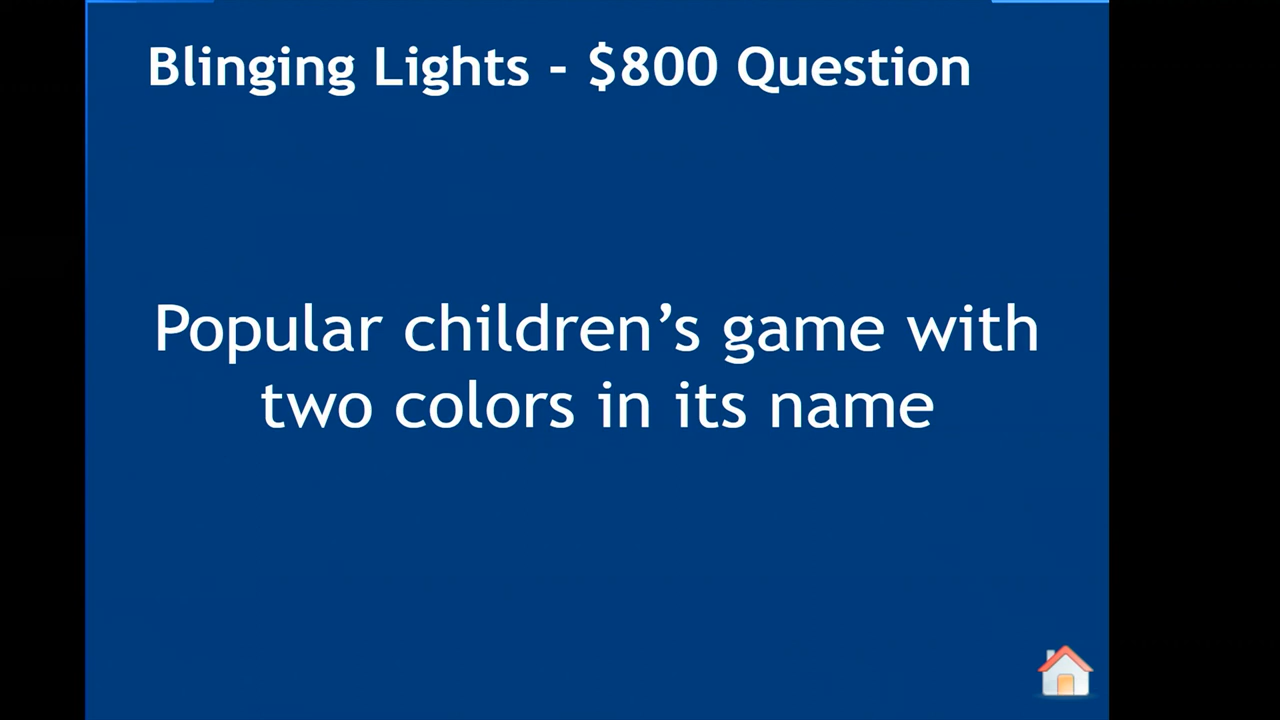 Blinging Lights - $800 Question
Popular children’s game with
two colors in its name